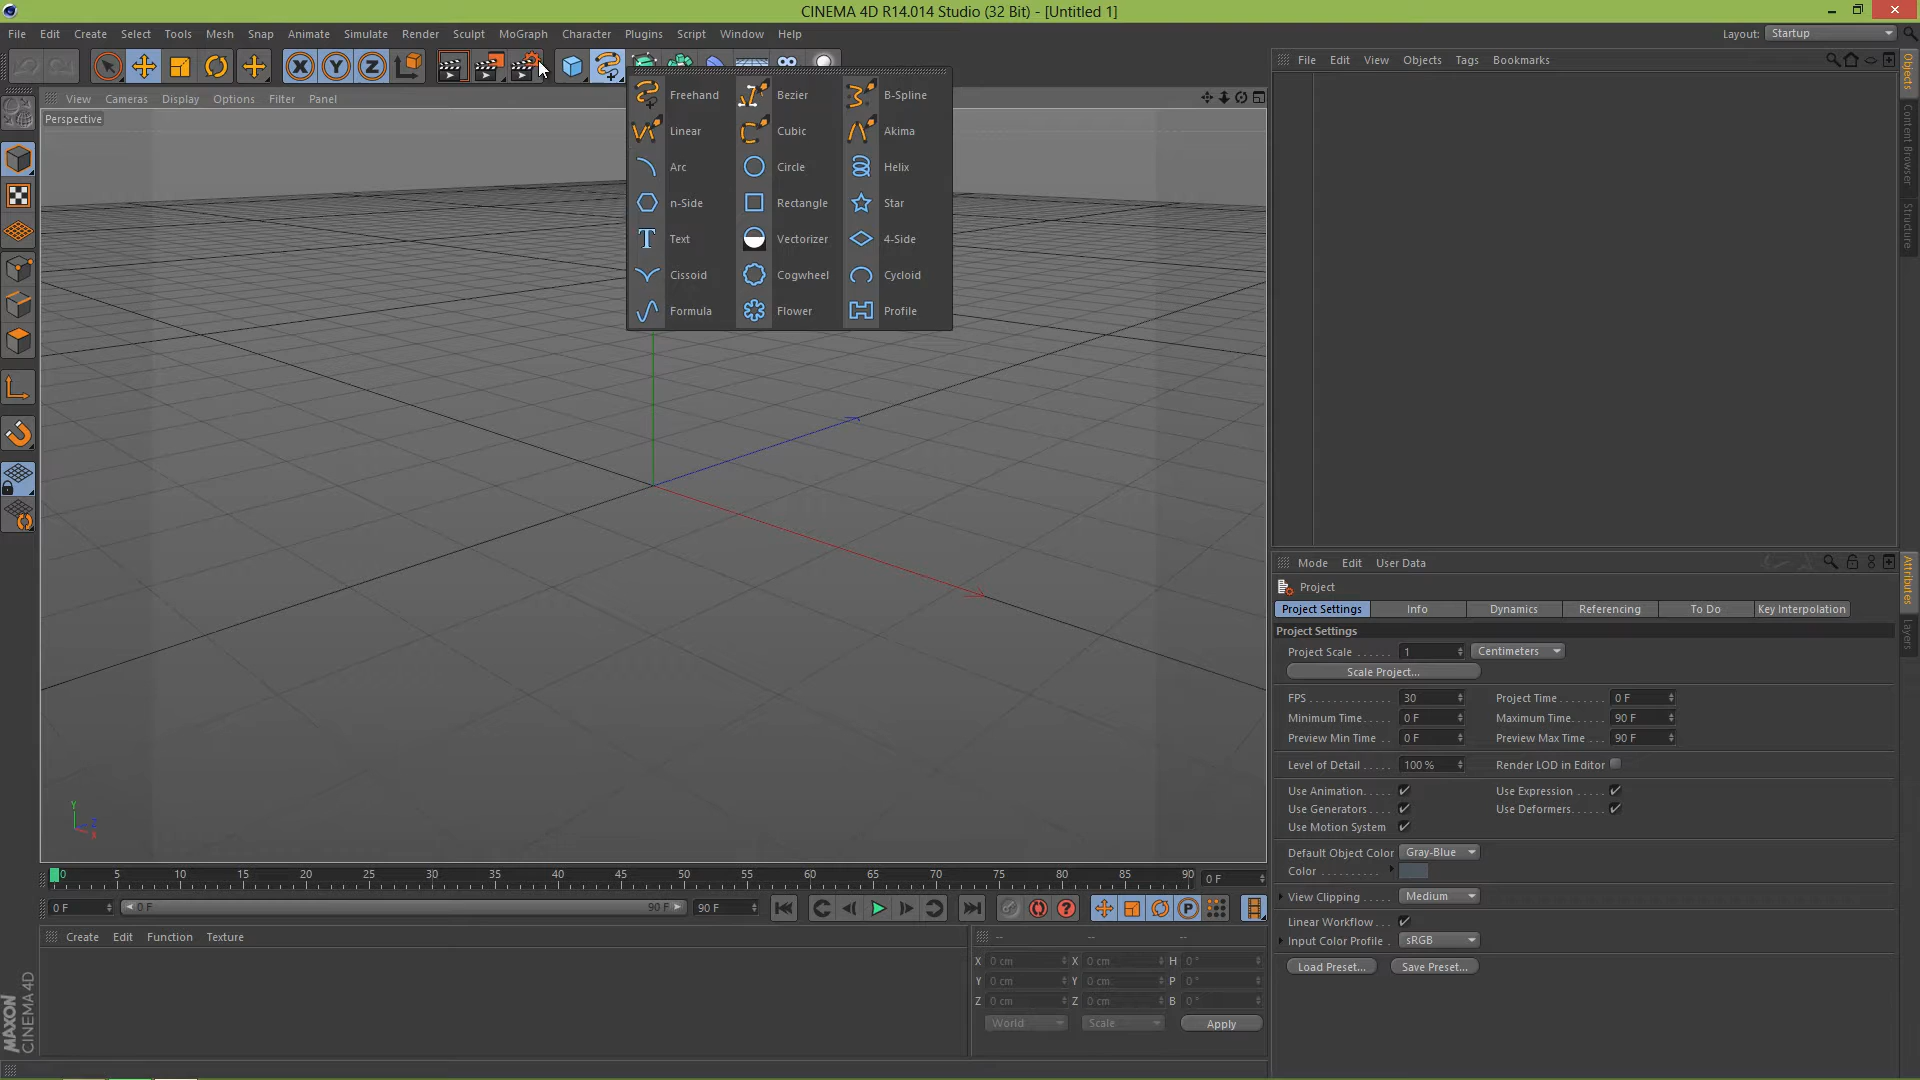 CINEMA 4D R14.014 Studio (32 Bit) - [Untitled 1]
File Edit Create Select Tools Mesh Snap Animate Simulate Render Sculpt MoGraph Character Plugins Script Window Help
Layout: Startup
X Y Z
File Edit View Objects Tags Bookmarks
View Cameras Display Options Filter Panel
Perspective
Freehand Bezier B-Spline
Linear Cubic Akima
Arc Circle Helix
n-Side Rectangle Star
Text Vectorizer 4-Side
Cissoid Cogwheel Cycloid
Formula Flower Profile
Objects
Content Browser
Structure
Mode Edit User Data
Project
Project Settings Info Dynamics Referencing To Do Key Interpolation
Project Settings
Project Scale ...... 1 Centimeters
Scale Project...
FPS .............. 30 Project Time ........ 0 F
Minimum Time.... 0 F Maximum Time..... 90 F
Preview Min Time .. 0 F Preview Max Time ... 90 F
Level of Detail ..... 100 % Render LOD in Editor
Use Animation..... Use Expression .....
Use Generators.... Use Deformers......
Use Motion System
Default Object Color Gray-Blue
Color ..........
View Clipping ..... Medium
Linear Workflow ...
Input Color Profile . sRGB
Load Preset... Save Preset...
Attributes
Layers
Y
Z
X
0 5 10 15 20 25 30 35 40 45 50 55 60 65 70 75 80 85 90 0 F
0 F 0 F 90 F 90 F
P
Create Edit Function Texture
-- -- --
X 0 cm X 0 cm H 0 °
Y 0 cm Y 0 cm P 0 °
Z 0 cm Z 0 cm B 0 °
World Scale Apply
MAXON
CINEMA 4D